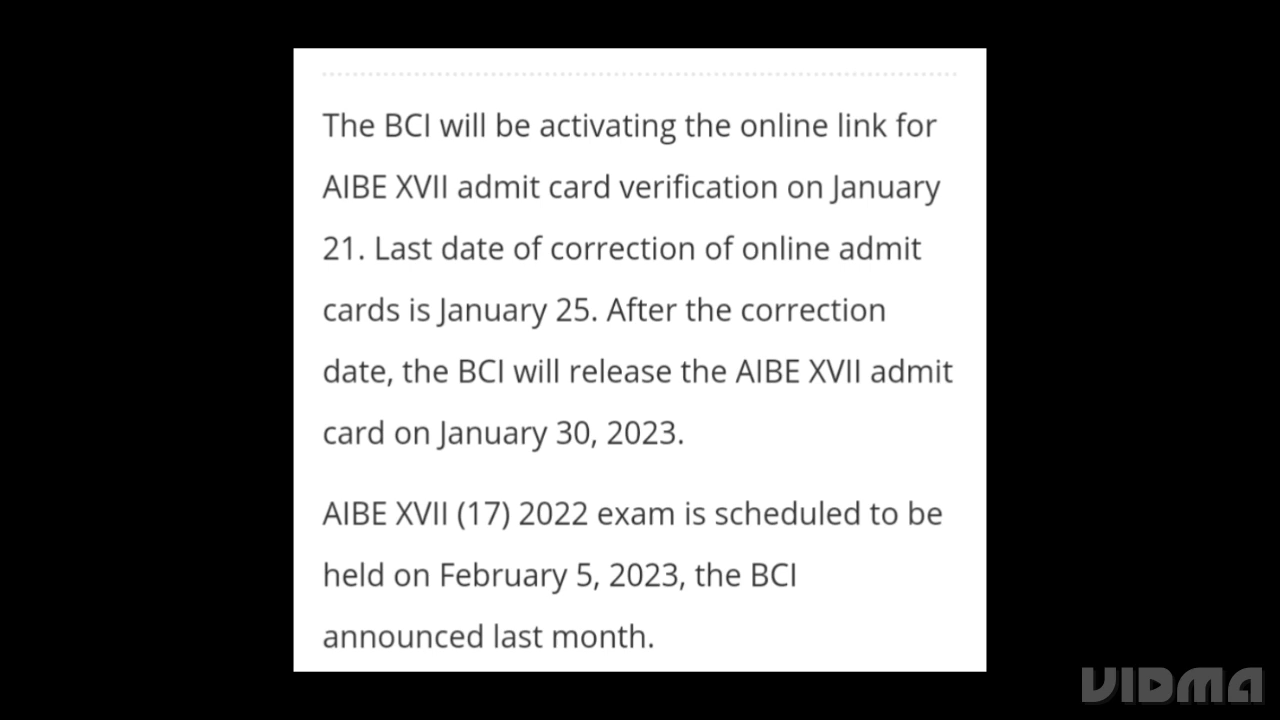 The BCI will be activating the online link for
AIBE XVII admit card verification on January
21. Last date of correction of online admit
cards is January 25. After the correction
date, the BCI will release the AIBE XVII admit
card on January 30, 2023.
AIBE XVII (17) 2022 exam is scheduled to be
held on February 5, 2023, the BCI
announced last month.
VIDMA